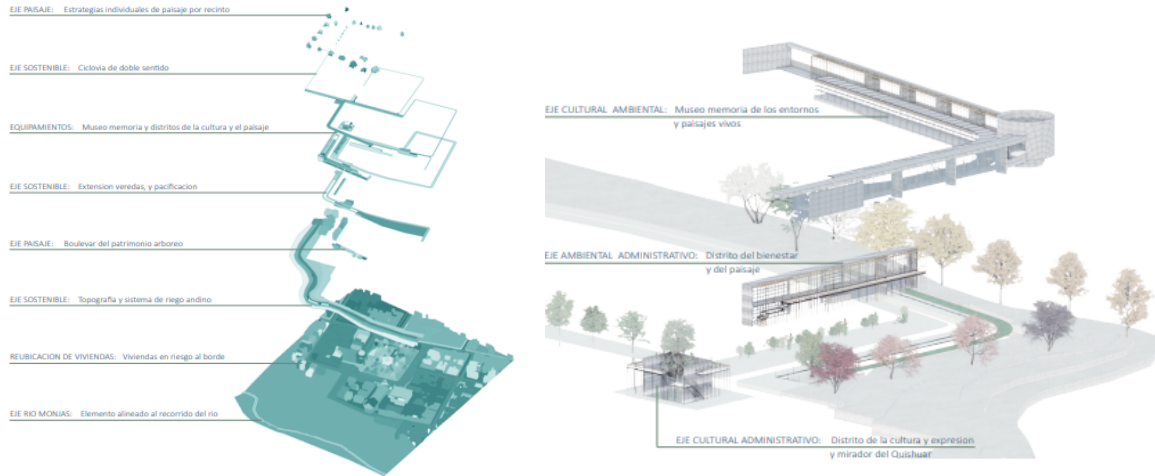 EJE PAISAJE: Estrategias individuales de paisaje por recinto
EJE SOSTENIBLE: Ciclovia de doble sentido
EQUIPAMIENTOS: Museo memoria y distritos de la cultura y el paisaje
EJE SOSTENIBLE: Extension veredas, y pacificacion
EJE PAISAJE: Boulevar del patrimonio arboreo
EJE SOSTENIBLE: Topografia y sistema de riego andino
REUBICACION DE VIVIENDAS: Viviendas en riesgo al borde
EJE RIO MONJAS: Elemento alineado al recorrido del rio
EJE CULTURAL AMBIENTAL: Museo memoria de los entornos
y paisajes vivos
EJE AMBIENTAL ADMINISTRATIVO: Distrito del bienestar
y del paisaje
EJE CULTURAL ADMINISTRATIVO: Distrito de la cultura y expresion
y mirador del Quishuar